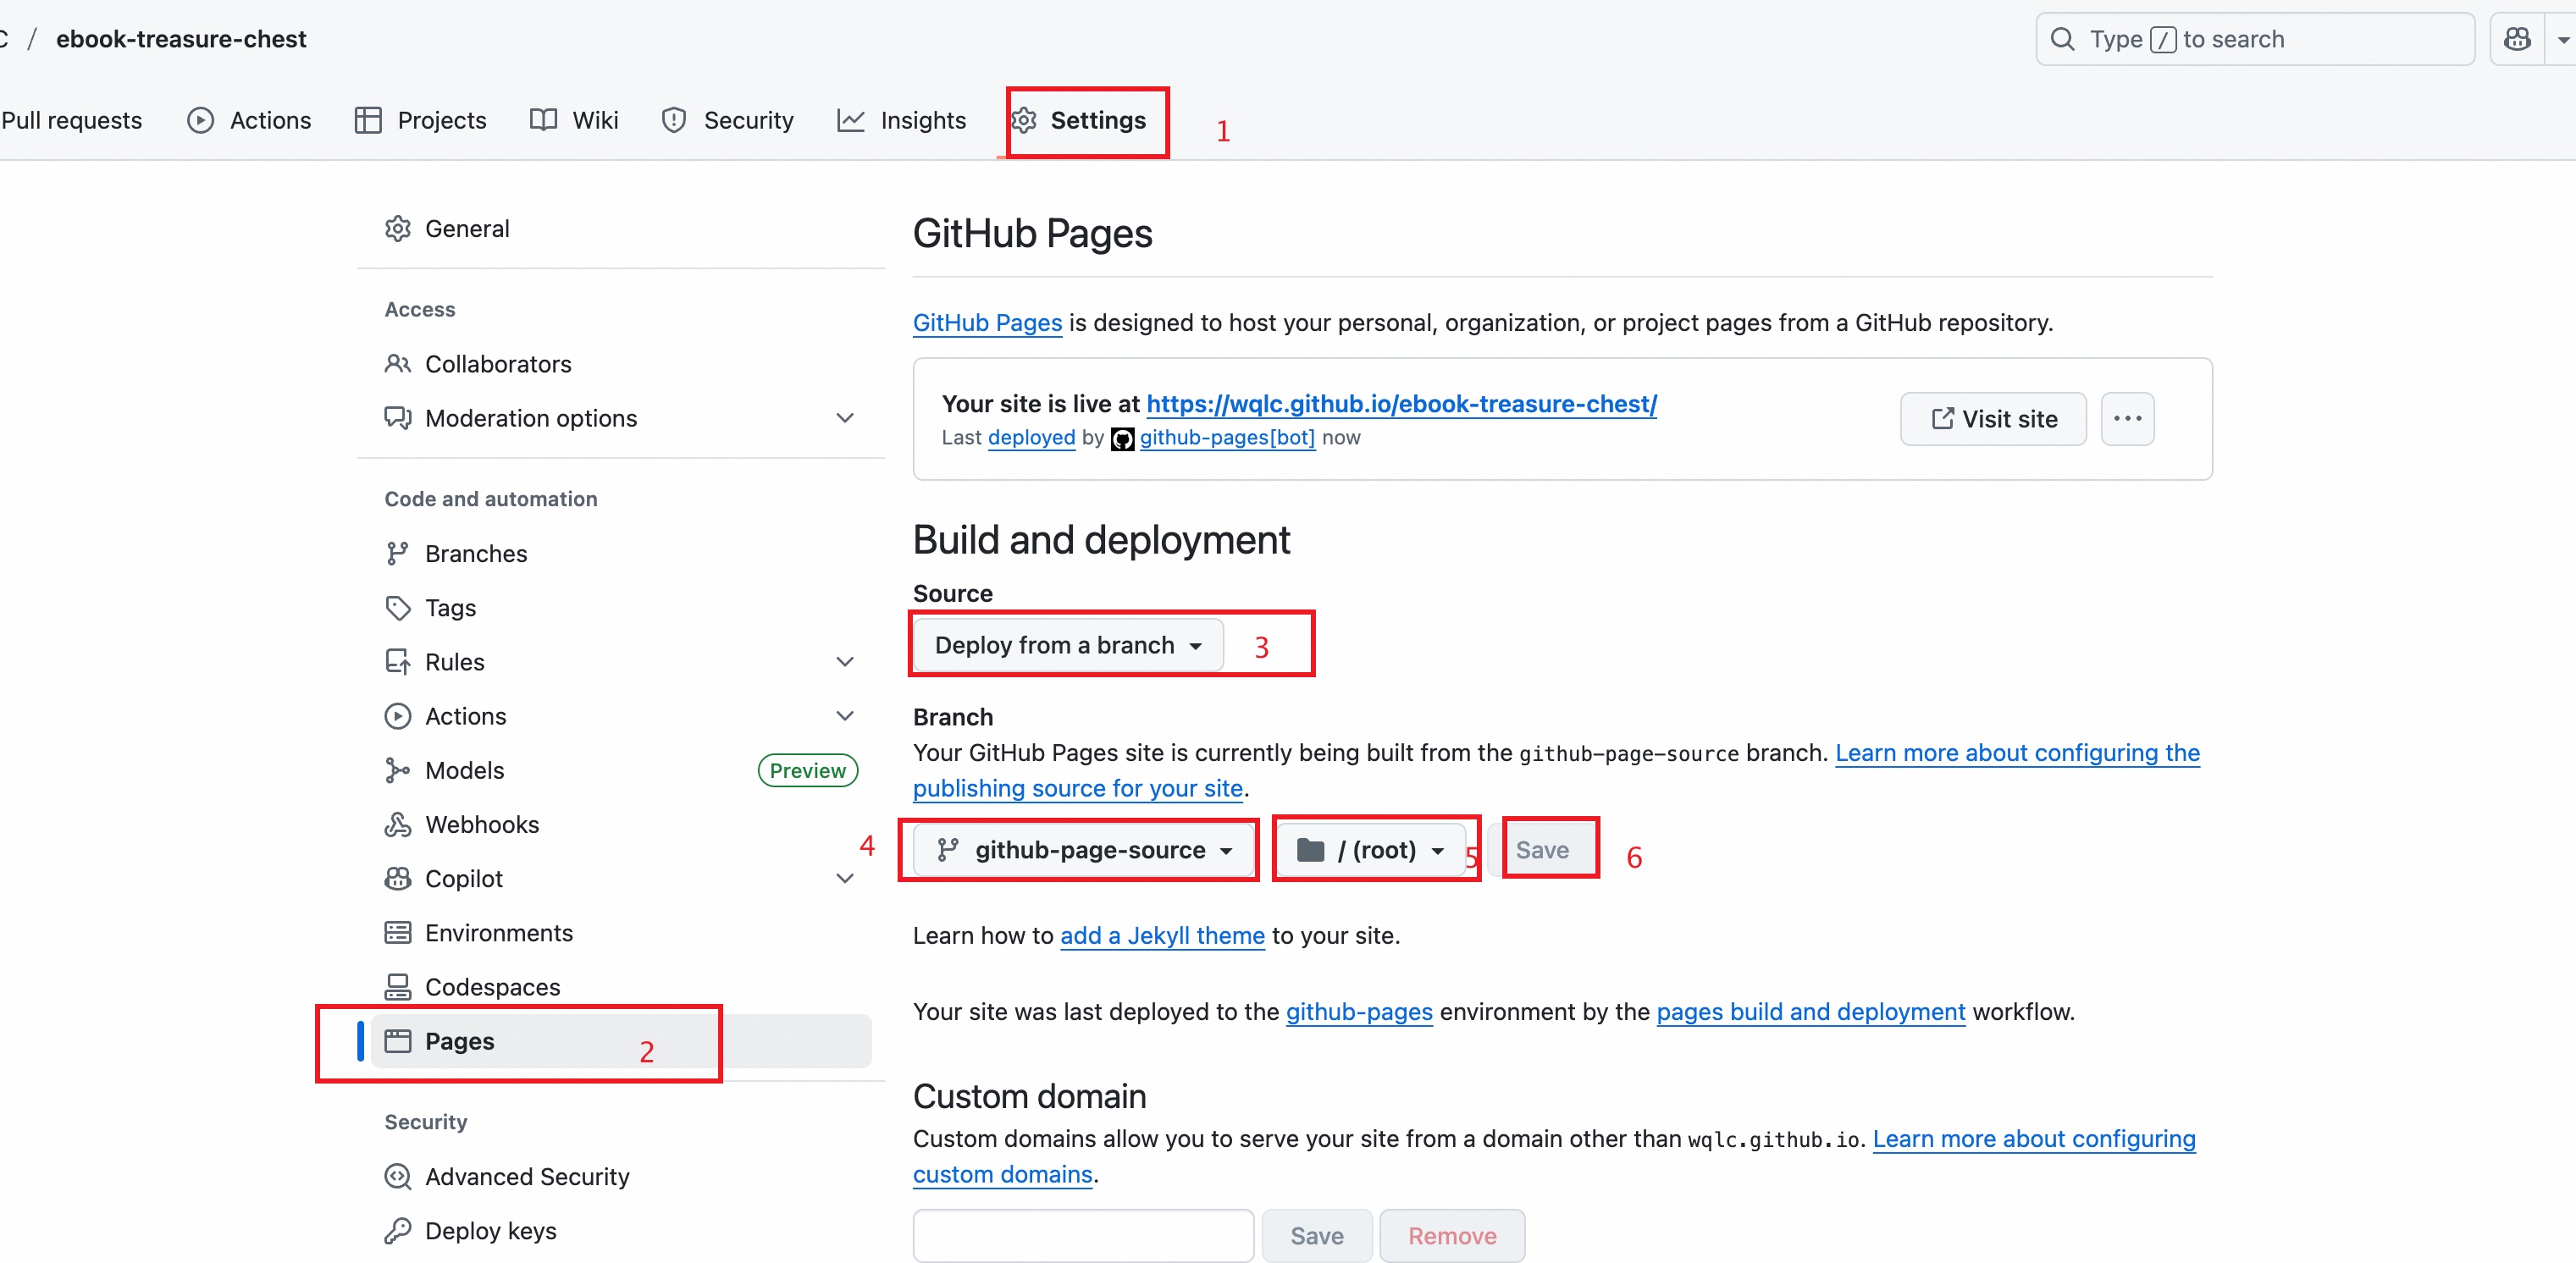 / ebook-treasure-chest
Type / to search
Pull requests Actions Projects Wiki Security Insights Settings 1
General
Access
Collaborators
Moderation options
Code and automation
Branches
Tags
Rules
Actions
Models Preview
Webhooks
Copilot
Environments
Codespaces
Pages 2
Security
Advanced Security
Deploy keys
GitHub Pages
GitHub Pages is designed to host your personal, organization, or project pages from a GitHub repository.
Your site is live at https://wqlc.github.io/ebook-treasure-chest/
Last deployed by github-pages[bot] now
Visit site ...
Build and deployment
Source
Deploy from a branch 3
Branch
Your GitHub Pages site is currently being built from the github-page-source branch. Learn more about configuring the
publishing source for your site.
4 github-page-source / (root) 5 Save 6
Learn how to add a Jekyll theme to your site.
Your site was last deployed to the github-pages environment by the pages build and deployment workflow.
Custom domain
Custom domains allow you to serve your site from a domain other than wqlc.github.io. Learn more about configuring
custom domains.
Save Remove